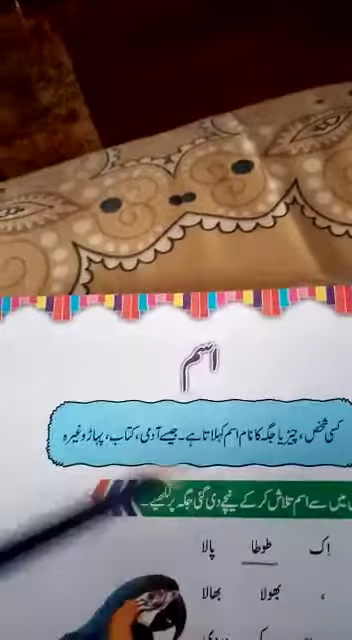 اسم
کسی شخص، چیز یا جگہ کا نام اسم کہلاتا ہے۔ جیسے آدمی، کتاب، پہاڑ وغیرہ
میں سے اسم تلاش کر کے نیچے دی گئی جگہ پر لکھیے۔
اِک طوطا پالا
، بھولا بھالا